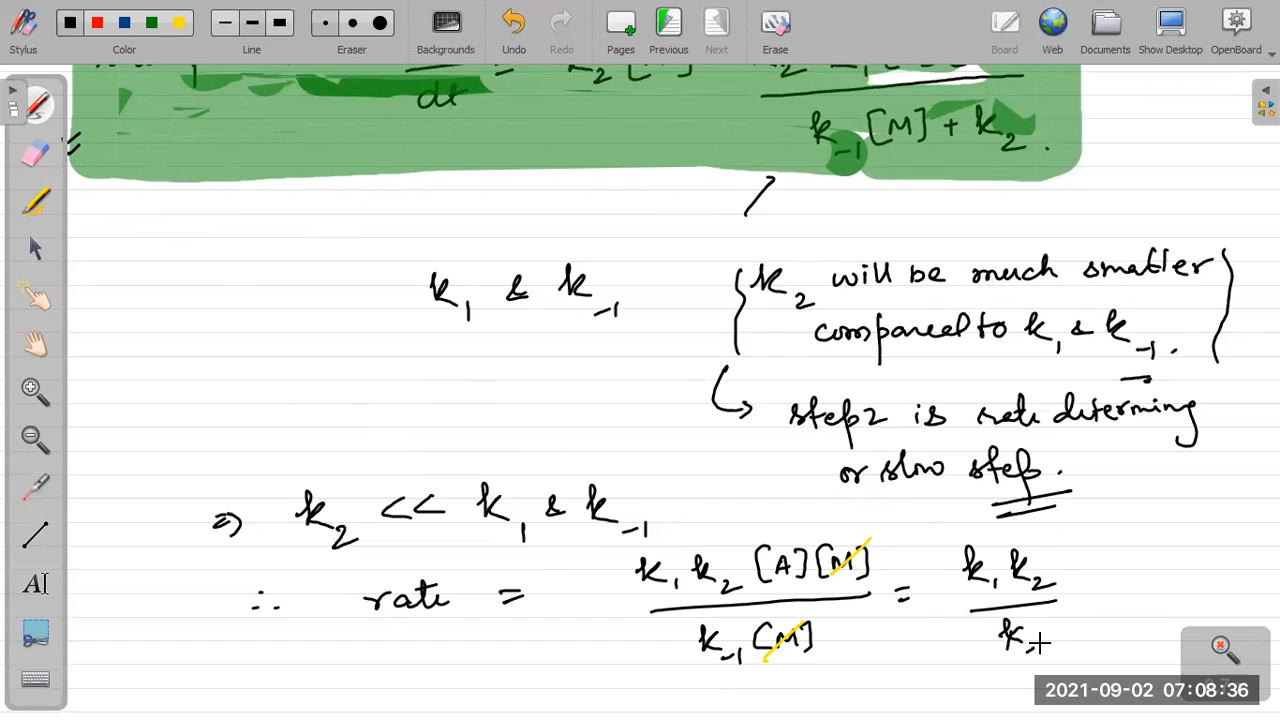 Stylus Color Line Eraser Backgrounds Undo Redo Pages Previous Next Erase Board Web Documents Show Desktop OpenBoard
dt
k₋₁ [M] + k₂ .
k₁ & k₋₁
k₂ will be much smaller
compared to k₁ & k₋₁ .
step 2 is rate determing
or slow step .
⇒ k₂ << k₁ & k₋₁
∴ rate = k₁ k₂ [A][M] / k₋₁ [M] = k₁ k₂ / k₋
2021-09-02 07:08:36